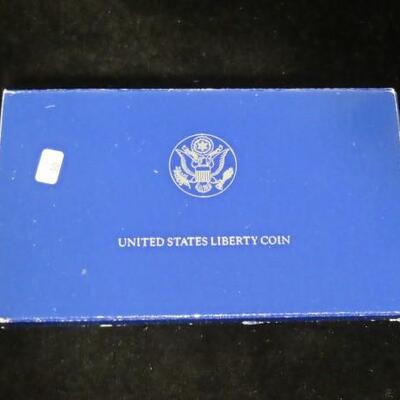 UNITED STATES LIBERTY COIN